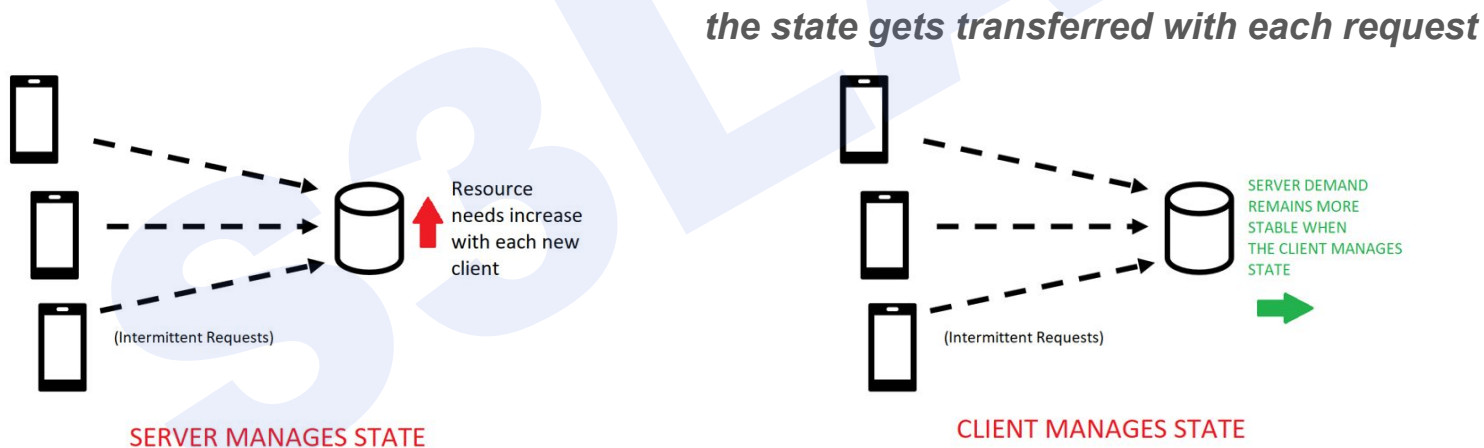 the state gets transferred with each request
Resource
needs increase
with each new
client
(Intermittent Requests)
SERVER MANAGES STATE
SERVER DEMAND
REMAINS MORE
STABLE WHEN
THE CLIENT MANAGES
STATE
(Intermittent Requests)
CLIENT MANAGES STATE